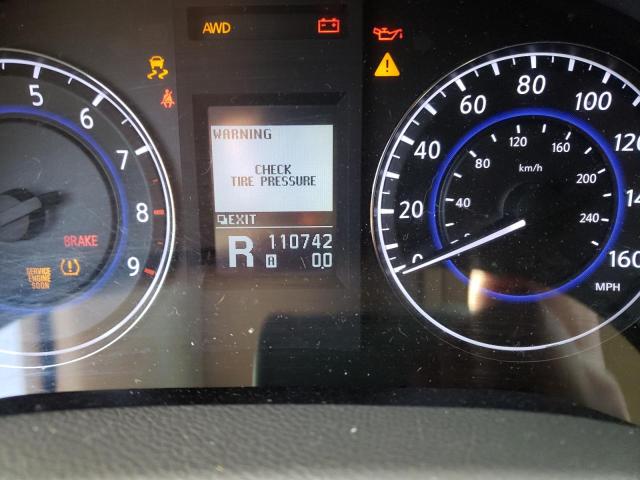 AWD
5
6
7
8
9
BRAKE
SERVICE
ENGINE
SOON
WARNING
CHECK
TIRE PRESSURE
EXIT
R 110742
A 0.0
0
20
40
60
80
100
160
MPH
40
80
120
160
200
240
km/h